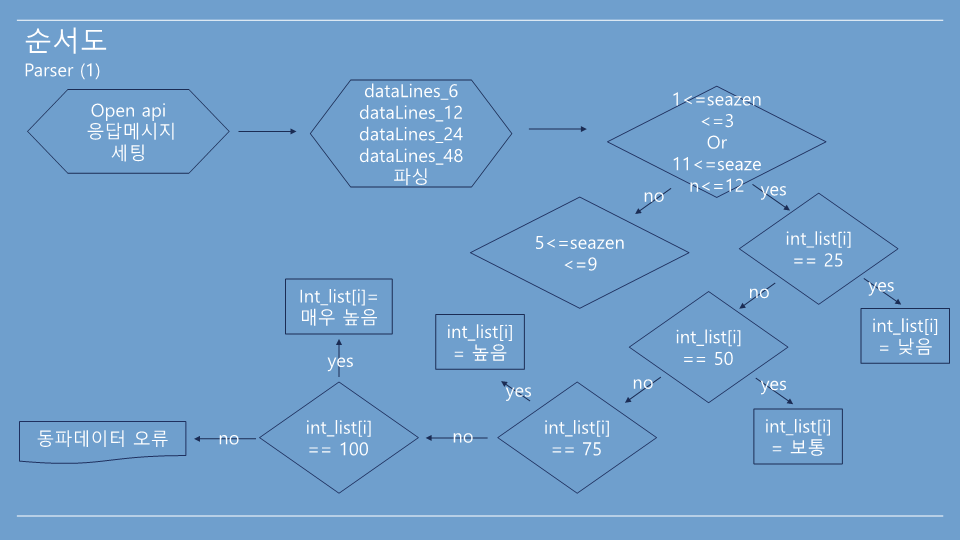 순서도
Parser (1)
Open api
응답메시지
세팅
dataLines_6
dataLines_12
dataLines_24
dataLines_48
파싱
1<=seazen
<=3
Or
11<=seaze
n<=12
no
yes
5<=seazen
<=9
int_list[i]
== 25
no
yes
int_list[i]
= 낮음
int_list[i]
== 50
no
yes
int_list[i]
= 보통
int_list[i]
== 75
yes
int_list[i]
= 높음
no
int_list[i]
== 100
yes
Int_list[i]=
매우 높음
no
동파데이터 오류